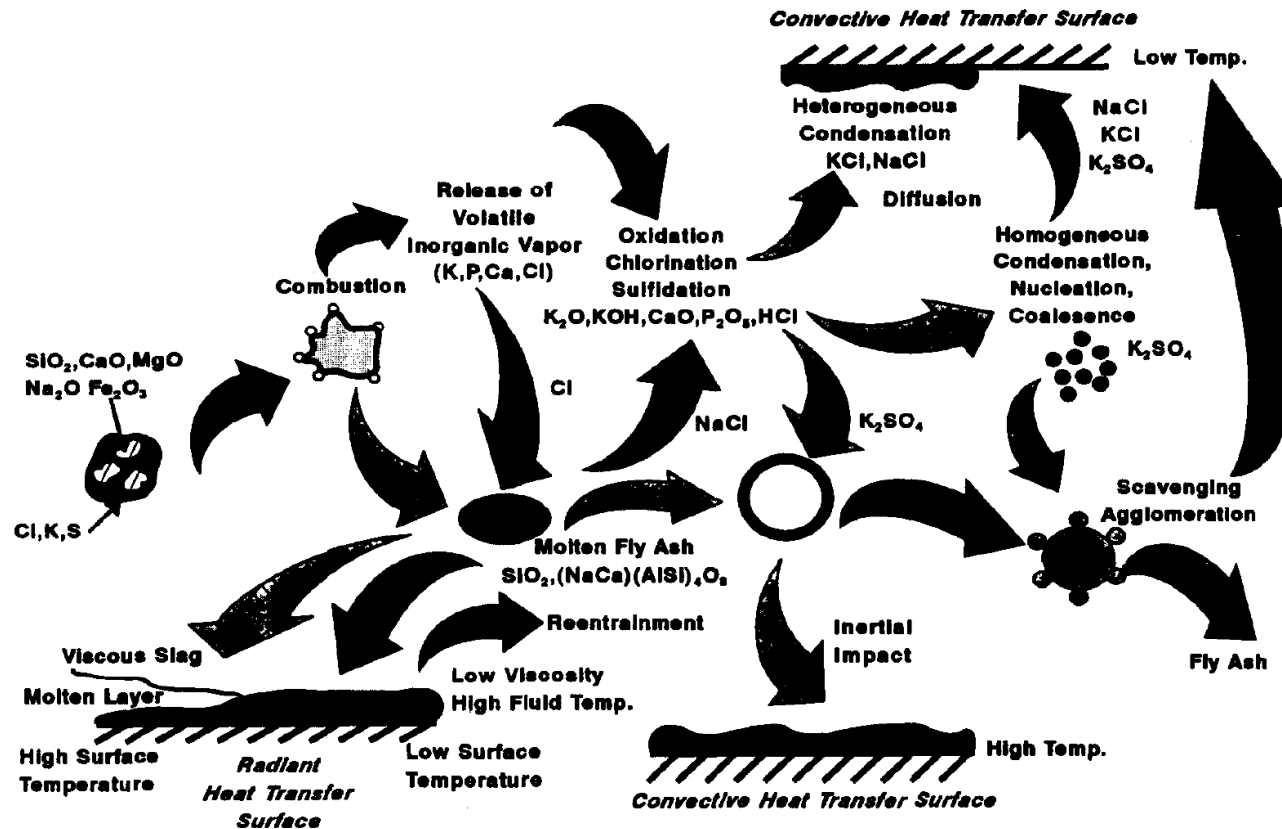 Convective Heat Transfer Surface
Low Temp.
Heterogeneous
Condensation
KCl,NaCl
NaCl
KCl
K₂SO₄
Diffusion
Release of
Volatile
Inorganic Vapor
(K,P,Ca,Cl)
Oxidation
Chlorination
Sulfidation
K₂O,KOH,CaO,P₂O₅,HCl
Homogeneous
Condensation,
Nucleation,
Coalesence
K₂SO₄
Combustion
SiO₂,CaO,MgO
Na₂O Fe₂O₃
Cl,K,S
Cl
NaCl
K₂SO₄
Scavenging
Agglomeration
Molten Fly Ash
SiO₂,(NaCa)(AlSi)₄O₈
Reentrainment
Inertial
Impact
Fly Ash
Viscous Slag
Molten Layer
Low Viscosity
High Fluid Temp.
High Surface
Temperature
Radiant
Heat Transfer
Surface
Low Surface
Temperature
High Temp.
Convective Heat Transfer Surface